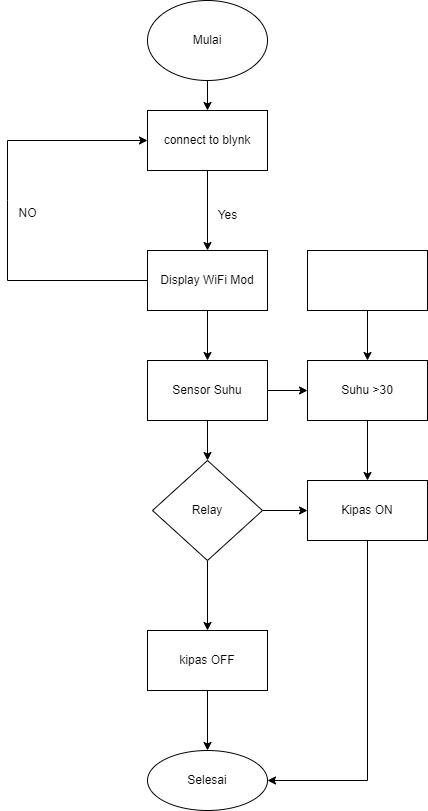 Mulai
connect to blynk
NO
Yes
Display WiFi Mod
Sensor Suhu
Suhu >30
Relay
Kipas ON
kipas OFF
Selesai